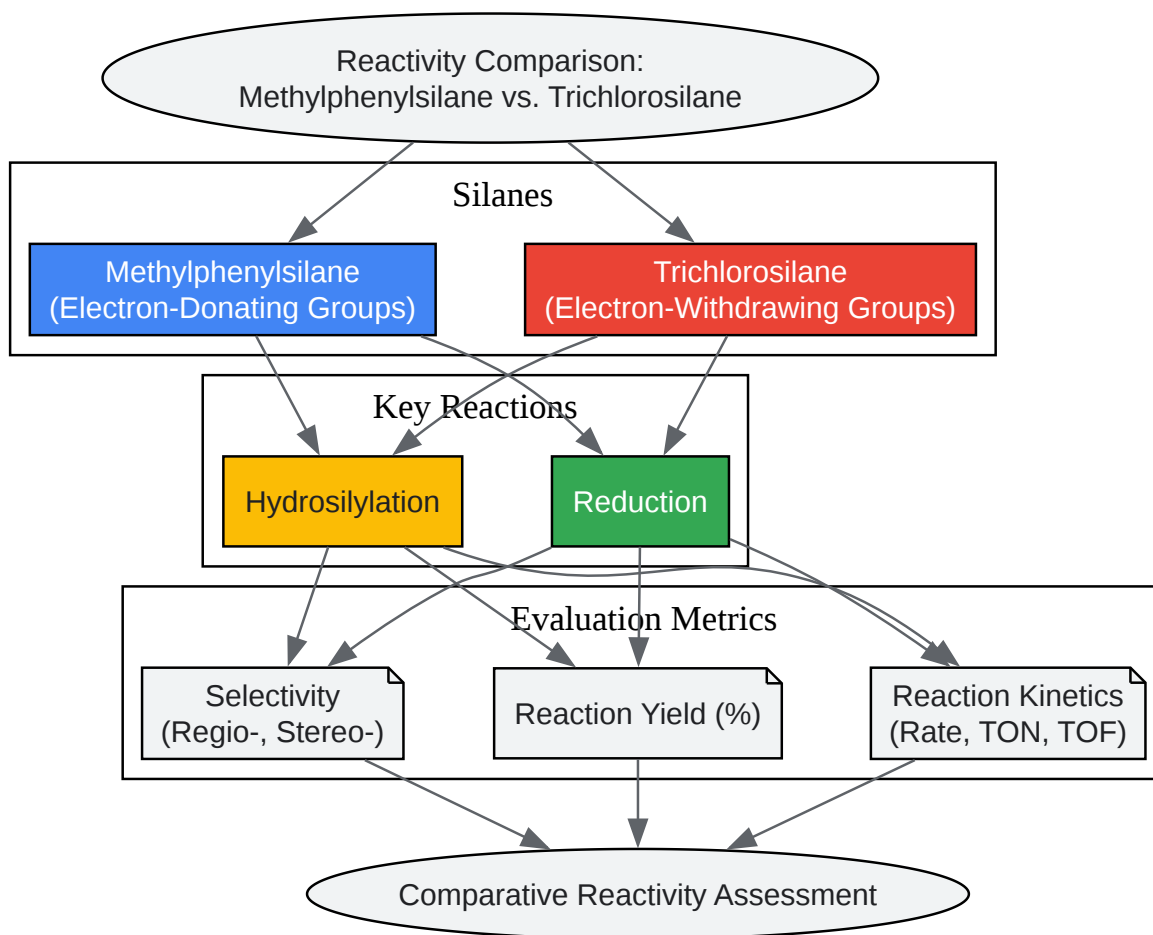 Reactivity Comparison:
Methylphenylsilane vs. Trichlorosilane
Silanes
Methylphenylsilane
(Electron-Donating Groups)
Trichlorosilane
(Electron-Withdrawing Groups)
Key Reactions
Hydrosilylation
Reduction
Evaluation Metrics
Selectivity
(Regio-, Stereo-)
Reaction Yield (%)
Reaction Kinetics
(Rate, TON, TOF)
Comparative Reactivity Assessment